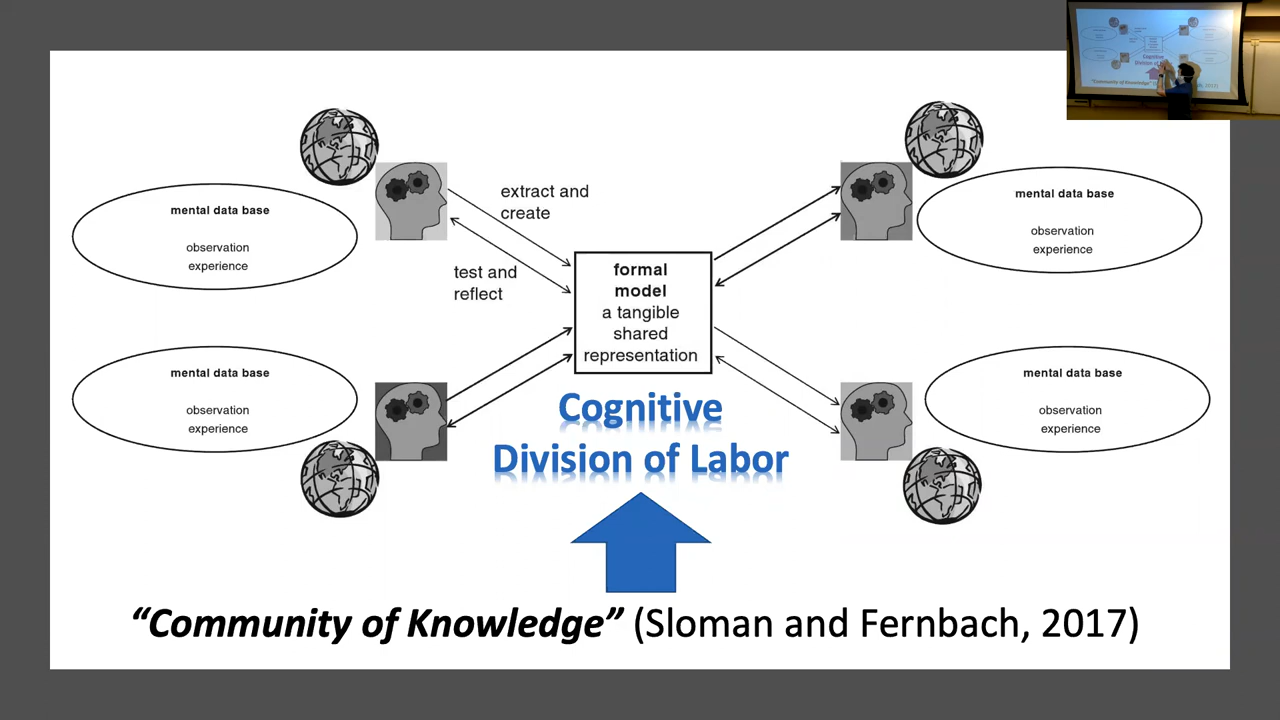 mental data base
observation
experience
extract and
create
test and
reflect
mental data base
observation
experience
formal
model
a tangible
shared
representation
mental data base
observation
experience
mental data base
observation
experience
Cognitive
Division of Labor
“Community of Knowledge” (Sloman and Fernbach, 2017)